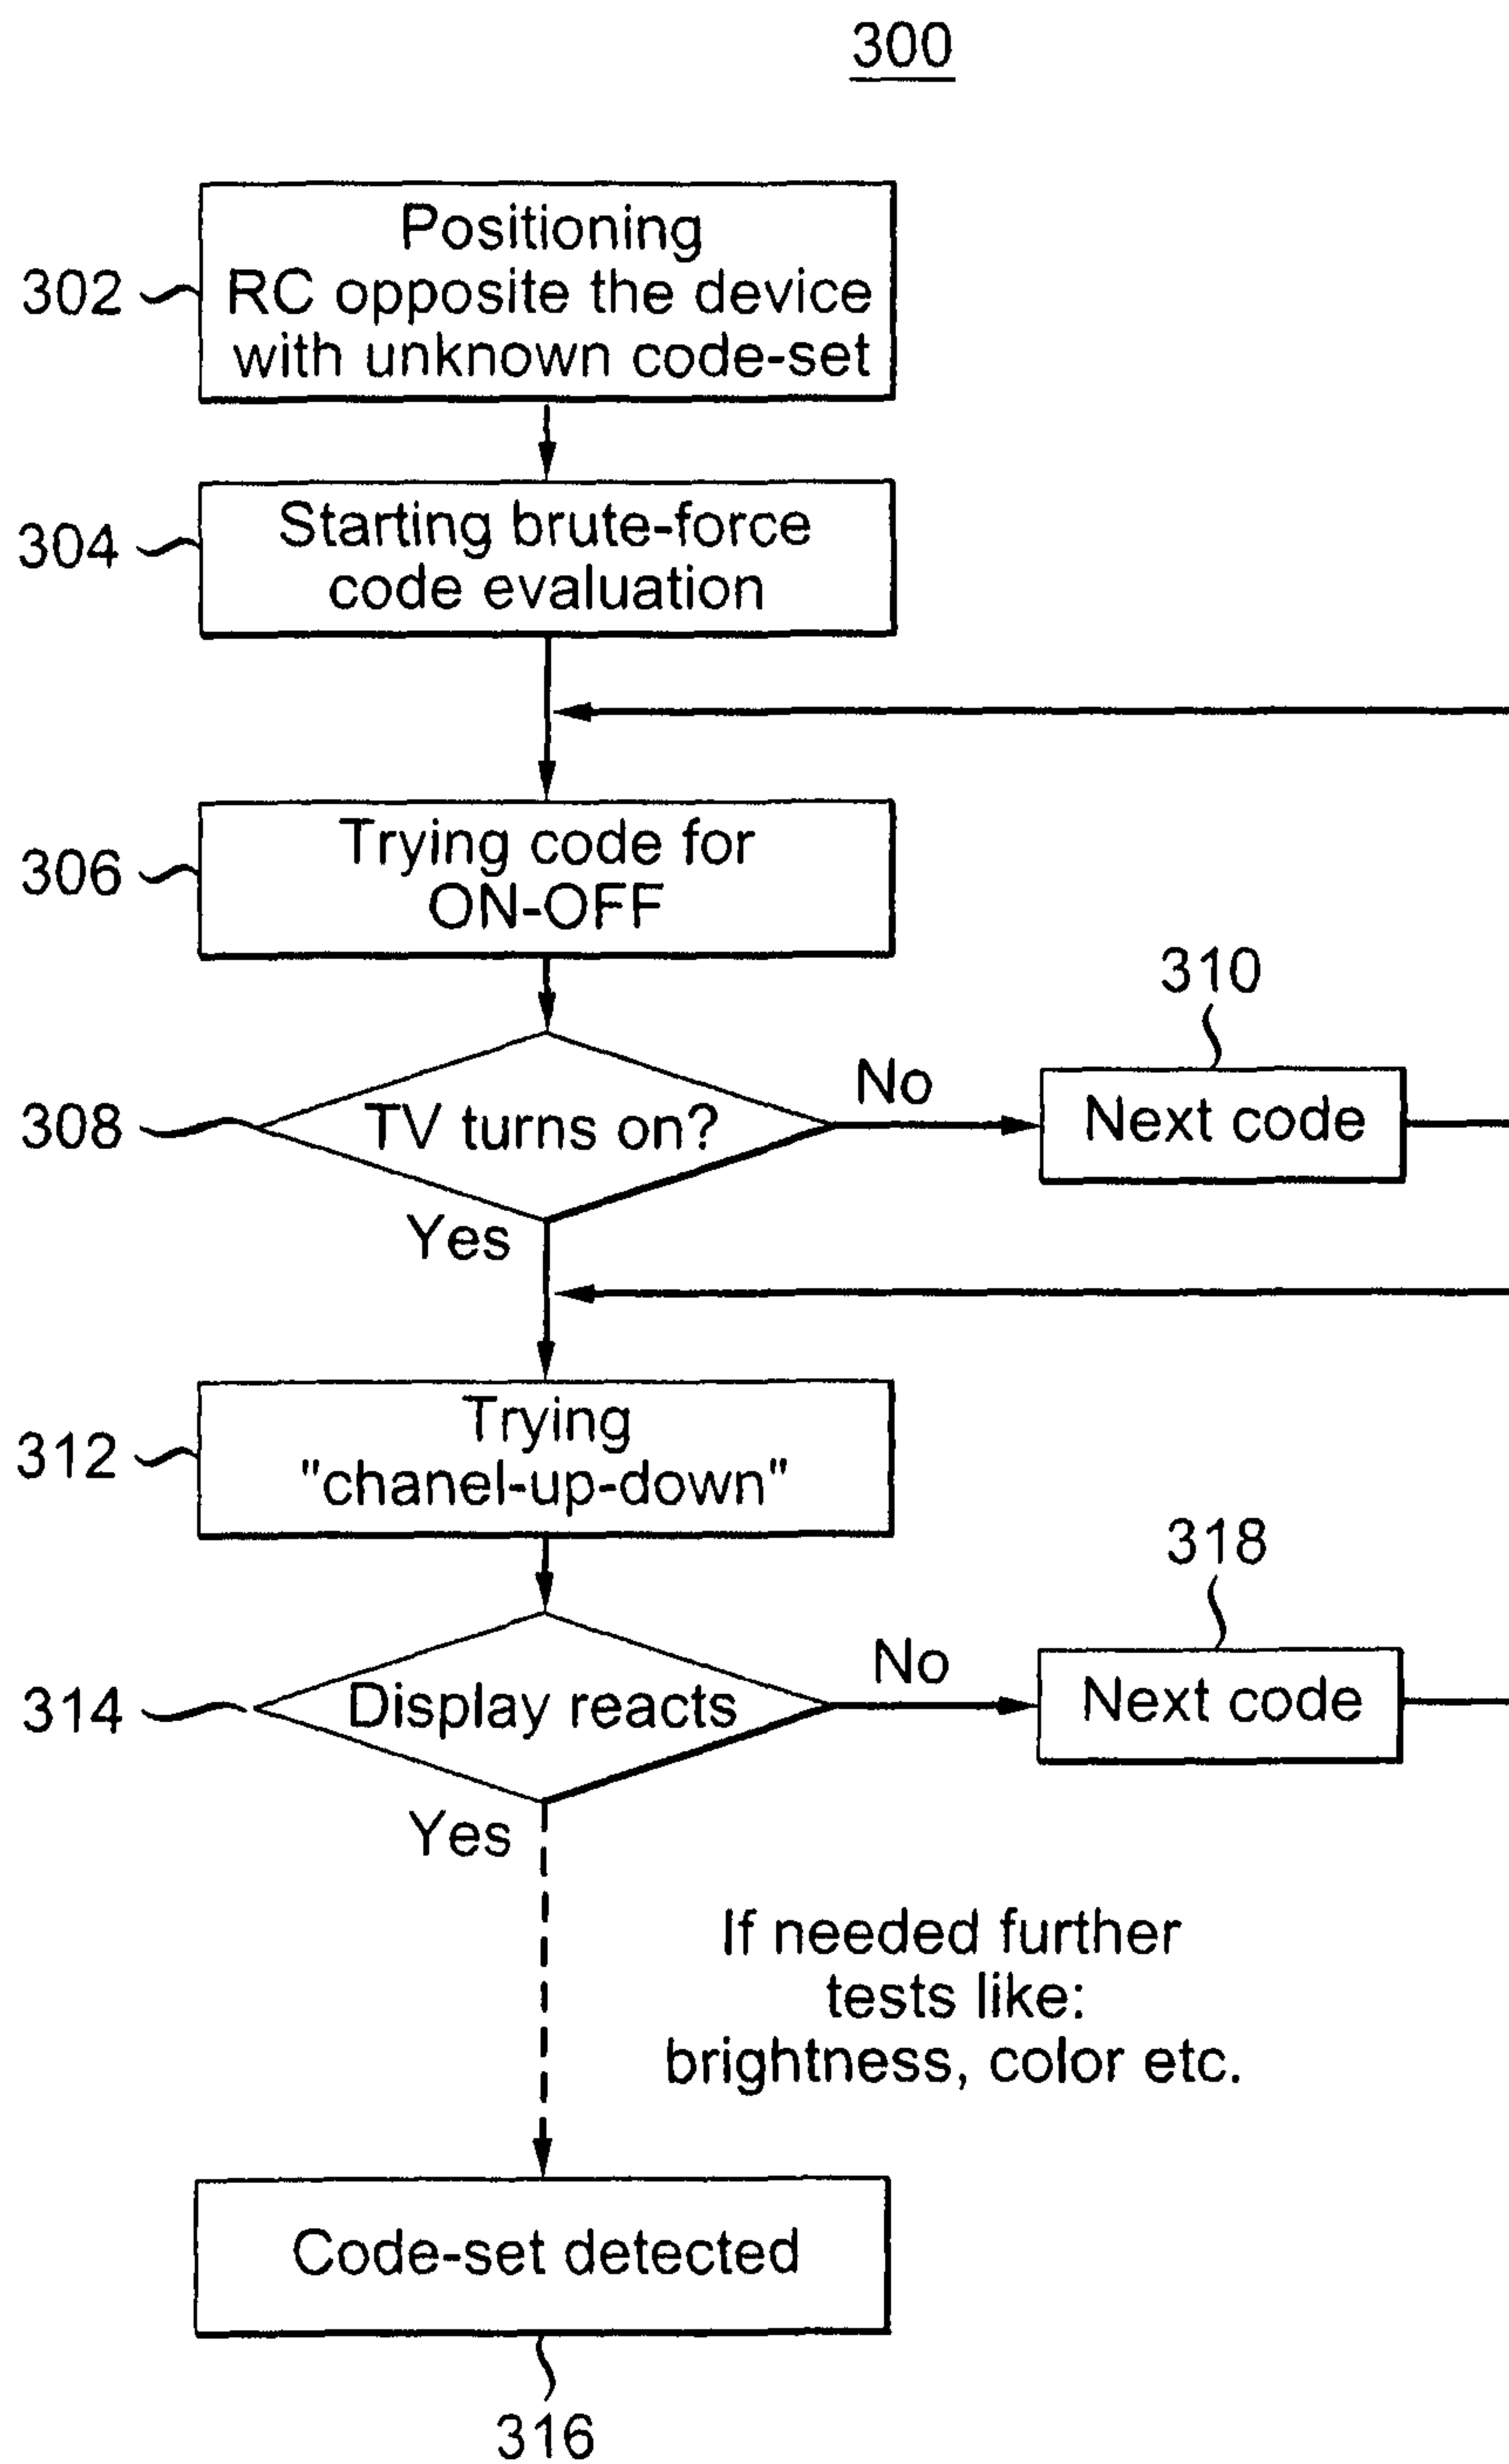 300
302
Positioning
RC opposite the device
with unknown code-set
304
Starting brute-force
code evaluation
306
Trying code for
ON-OFF
308
TV turns on?
No
310
Next code
Yes
312
Trying
"chanel-up-down"
314
Display reacts
No
318
Next code
Yes
If needed further
tests like:
brightness, color etc.
Code-set detected
316